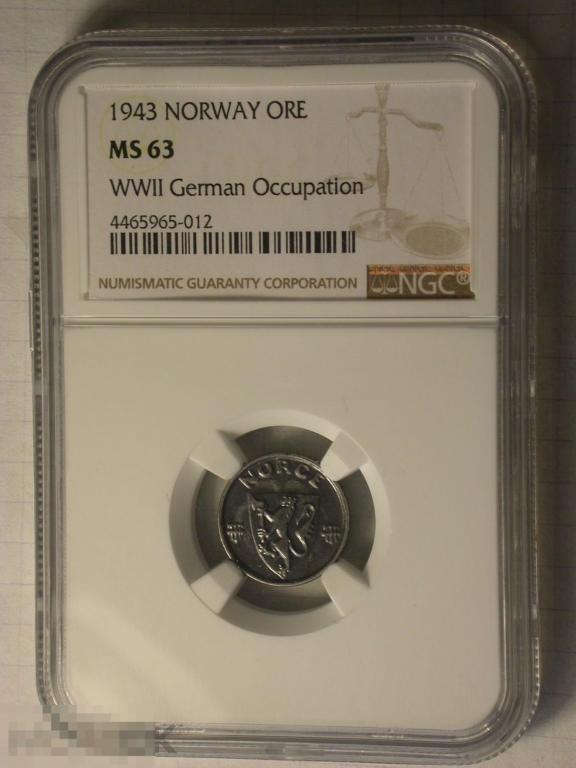 1943 NORWAY ORE
MS 63
WWII German Occupation
4465965-012
NUMISMATIC GUARANTY CORPORATION
NGC®
NORGE